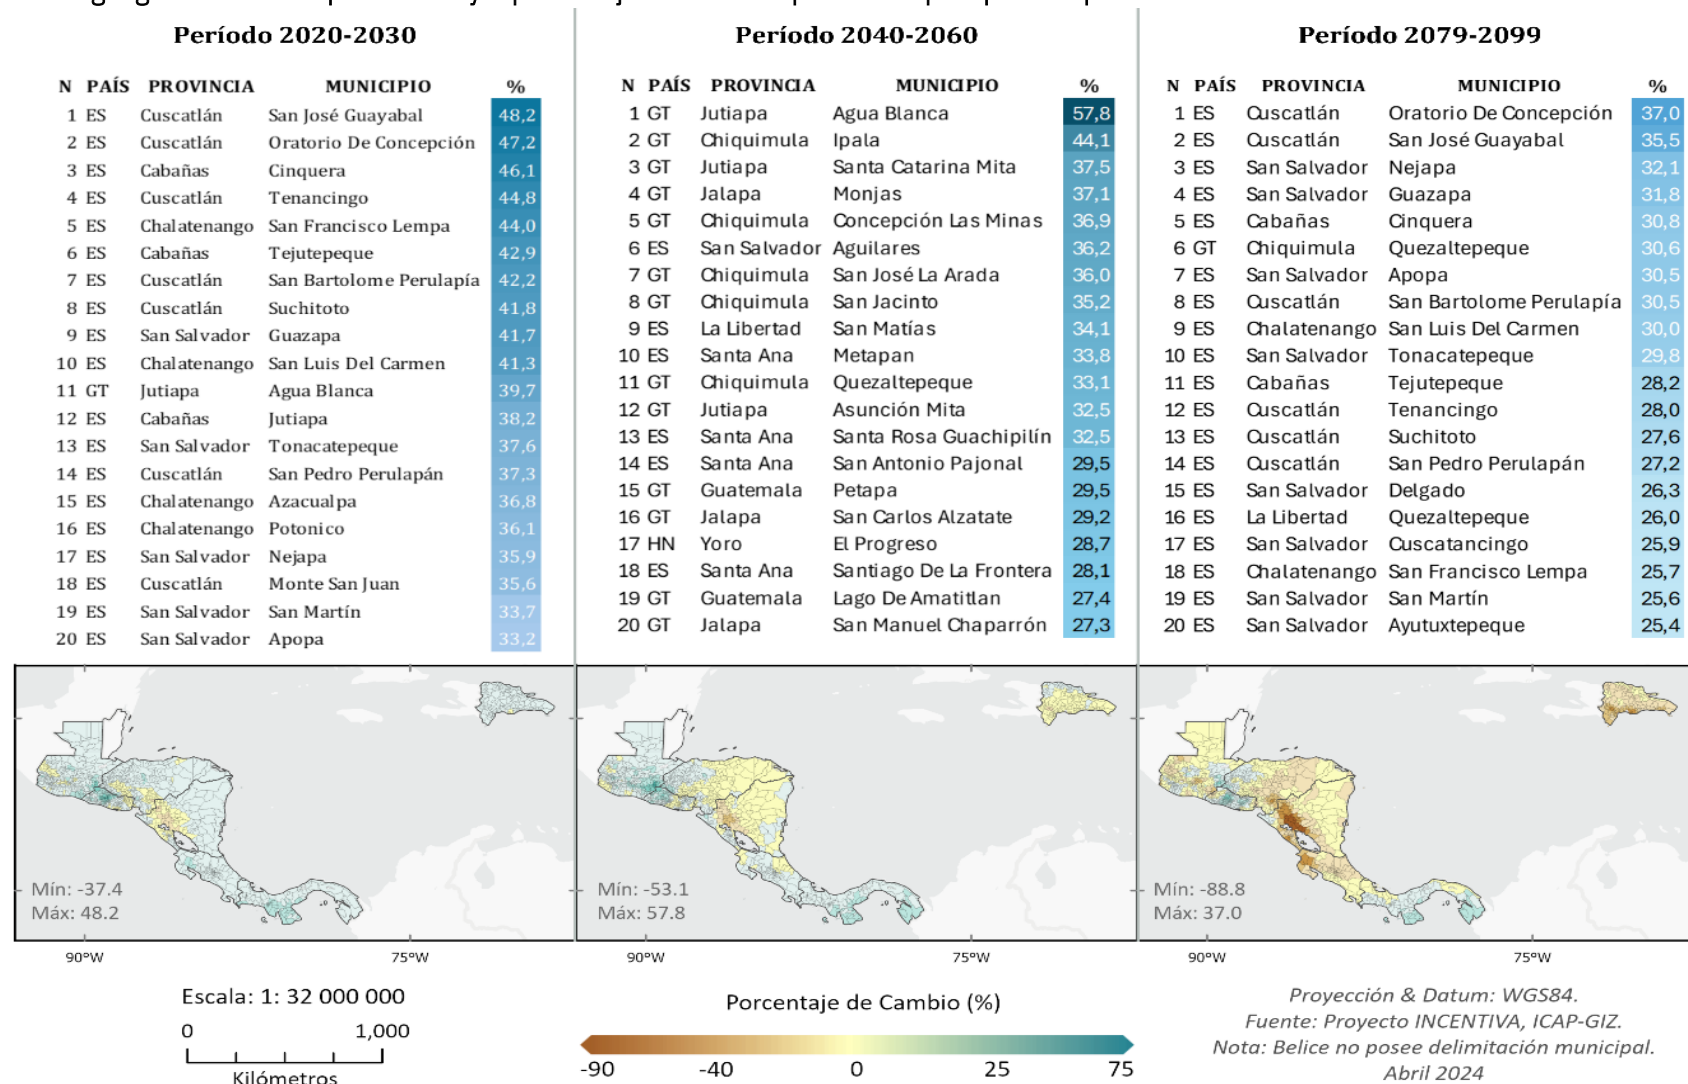 Período 2020-2030
N PAÍS PROVINCIA MUNICIPIO %
1 ES Cuscatlán San José Guayabal 48,2
2 ES Cuscatlán Oratorio De Concepción 47,2
3 ES Cabañas Cinquera 46,1
4 ES Cuscatlán Tenancingo 44,8
5 ES Chalatenango San Francisco Lempa 44,0
6 ES Cabañas Tejutepeque 42,9
7 ES Cuscatlán San Bartolome Perulapía 42,2
8 ES Cuscatlán Suchitoto 41,8
9 ES San Salvador Guazapa 41,7
10 ES Chalatenango San Luis Del Carmen 41,3
11 GT Jutiapa Agua Blanca 39,7
12 ES Cabañas Jutiapa 38,2
13 ES San Salvador Tonacatepeque 37,6
14 ES Cuscatlán San Pedro Perulapán 37,3
15 ES Chalatenango Azacualpa 36,8
16 ES Chalatenango Potonico 36,1
17 ES San Salvador Nejapa 35,9
18 ES Cuscatlán Monte San Juan 35,6
19 ES San Salvador San Martín 33,7
20 ES San Salvador Apopa 33,2
Período 2040-2060
N PAÍS PROVINCIA MUNICIPIO %
1 GT Jutiapa Agua Blanca 57,8
2 GT Chiquimula Ipala 44,1
3 GT Jutiapa Santa Catarina Mita 37,5
4 GT Jalapa Monjas 37,1
5 GT Chiquimula Concepción Las Minas 36,9
6 ES San Salvador Aguilares 36,2
7 GT Chiquimula San José La Arada 36,0
8 GT Chiquimula San Jacinto 35,2
9 ES La Libertad San Matías 34,1
10 ES Santa Ana Metapan 33,8
11 GT Chiquimula Quezaltepeque 33,1
12 GT Jutiapa Asunción Mita 32,5
13 ES Santa Ana Santa Rosa Guachipilín 32,5
14 ES Santa Ana San Antonio Pajonal 29,5
15 GT Guatemala Petapa 29,5
16 GT Jalapa San Carlos Alzatate 29,2
17 HN Yoro El Progreso 28,7
18 ES Santa Ana Santiago De La Frontera 28,1
19 GT Guatemala Lago De Amatitlan 27,4
20 GT Jalapa San Manuel Chaparrón 27,3
Período 2079-2099
N PAÍS PROVINCIA MUNICIPIO %
1 ES Cuscatlán Oratorio De Concepción 37,0
2 ES Cuscatlán San José Guayabal 35,5
3 ES San Salvador Nejapa 32,1
4 ES San Salvador Guazapa 31,8
5 ES Cabañas Cinquera 30,8
6 GT Chiquimula Quezaltepeque 30,6
7 ES San Salvador Apopa 30,5
8 ES Cuscatlán San Bartolome Perulapía 30,5
9 ES Chalatenango San Luis Del Carmen 30,0
10 ES San Salvador Tonacatepeque 29,8
11 ES Cabañas Tejutepeque 28,2
12 ES Cuscatlán Tenancingo 28,0
13 ES Cuscatlán Suchitoto 27,6
14 ES Cuscatlán San Pedro Perulapán 27,2
15 ES San Salvador Delgado 26,3
16 ES La Libertad Quezaltepeque 26,0
17 ES San Salvador Cuscatancingo 25,9
18 ES Chalatenango San Francisco Lempa 25,7
19 ES San Salvador San Martín 25,6
20 ES San Salvador Ayutuxtepeque 25,4
Mín: -37.4
Máx: 48.2
90°W 75°W
Mín: -53.1
Máx: 57.8
90°W 75°W
Mín: -88.8
Máx: 37.0
90°W 75°W
Escala: 1: 32 000 000
0 1,000
Kilómetros
Porcentaje de Cambio (%)
-90 -40 0 25 75
Proyección & Datum: WGS84.
Fuente: Proyecto INCENTIVA, ICAP-GIZ.
Nota: Belice no posee delimitación municipal.
Abril 2024